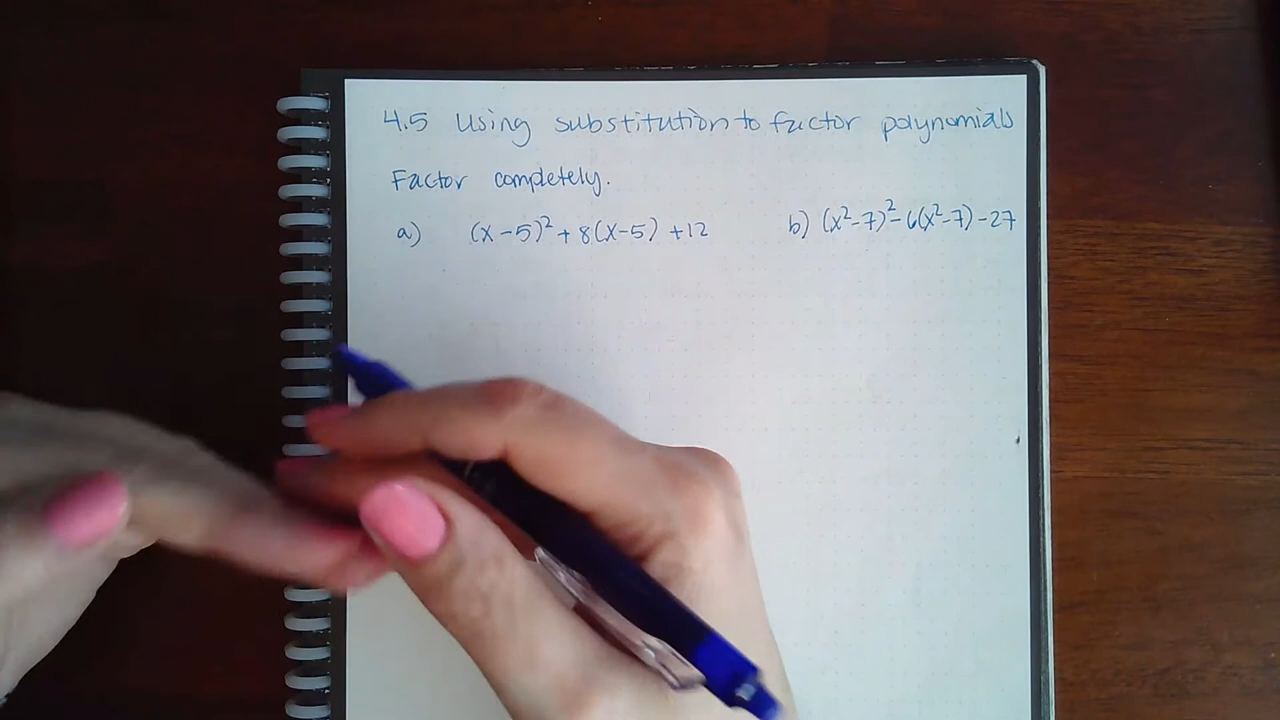 4.5 Using substitution to factor polynomials
Factor completely.
a) (x-5)² + 8(x-5) + 12 b) (x²-7)² - 6(x²-7) - 27